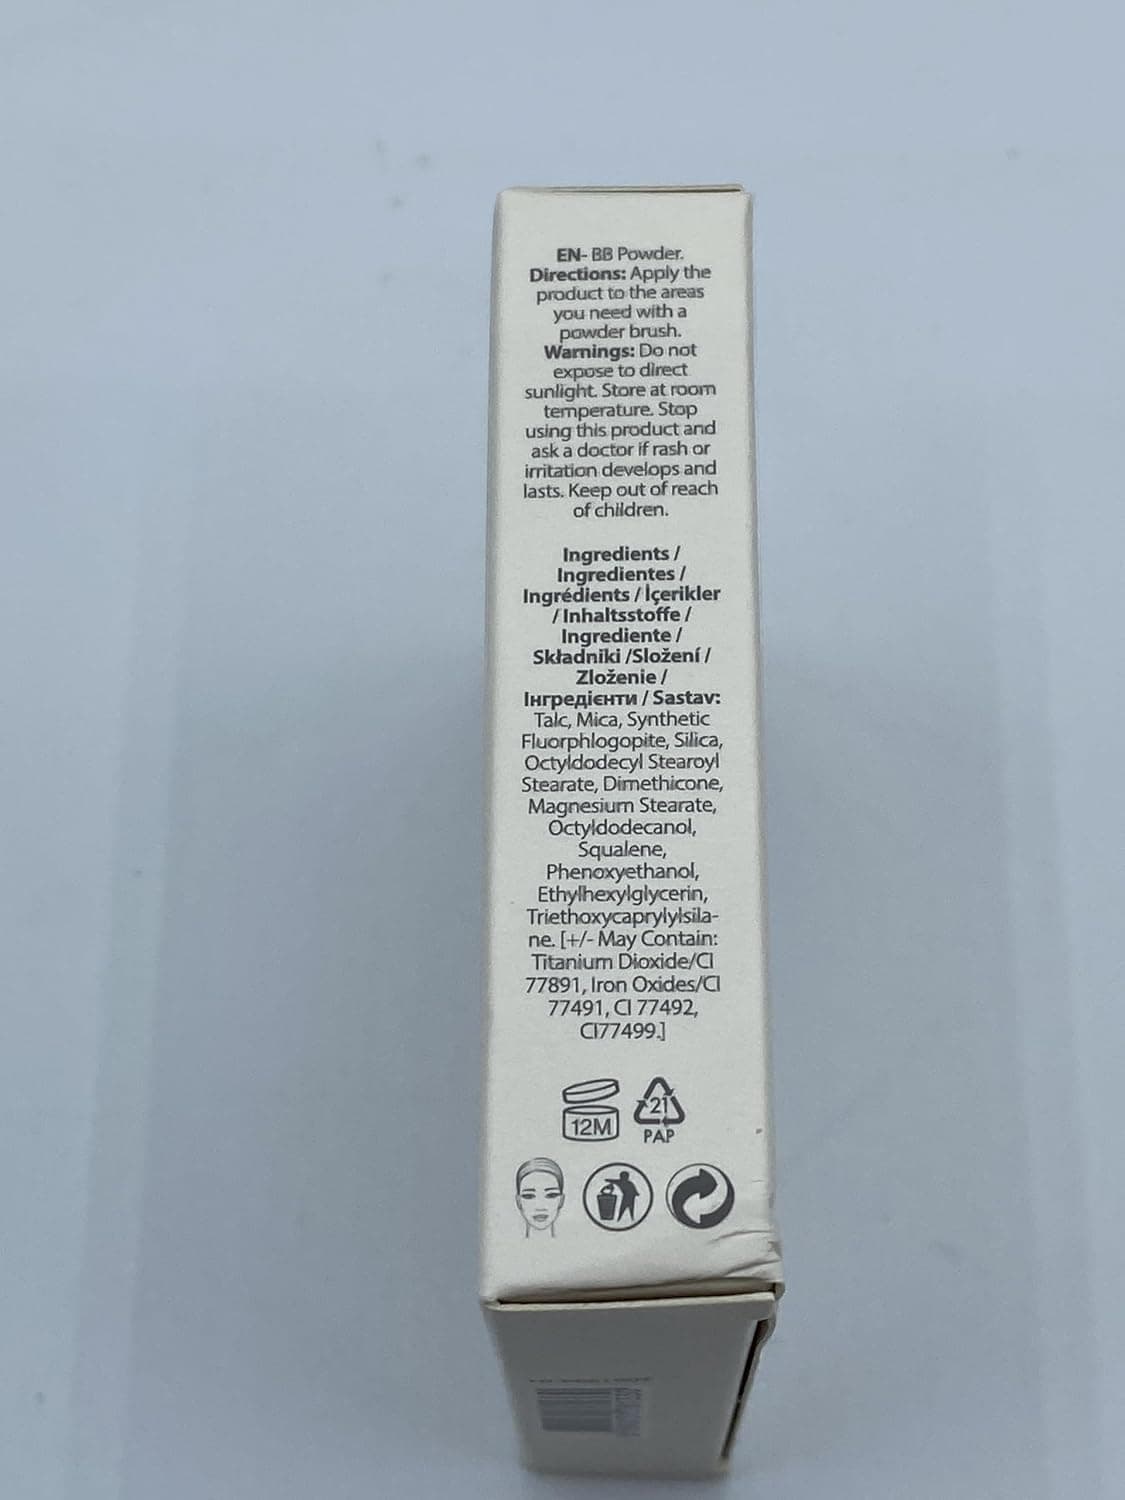 EN- BB Powder.
Directions: Apply the
product to the areas
you need with a
powder brush.
Warnings: Do not
expose to direct
sunlight. Store at room
temperature. Stop
using this product and
ask a doctor if rash or
irritation develops and
lasts. Keep out of reach
of children.
Ingredients /
Ingredientes /
Ingrédients / İçerikler
/ Inhaltsstoffe /
Ingrediente /
Składniki /Složení /
Zloženie /
Інгредієнти / Sastav:
Talc, Mica, Synthetic
Fluorphlogopite, Silica,
Octyldodecyl Stearoyl
Stearate, Dimethicone,
Magnesium Stearate,
Octyldodecanol,
Squalene,
Phenoxyethanol,
Ethylhexylglycerin,
Triethoxycaprylylsila-
ne. [+/- May Contain:
Titanium Dioxide/CI
77891, Iron Oxides/CI
77491, CI 77492,
CI77499.]
12M
21
PAP